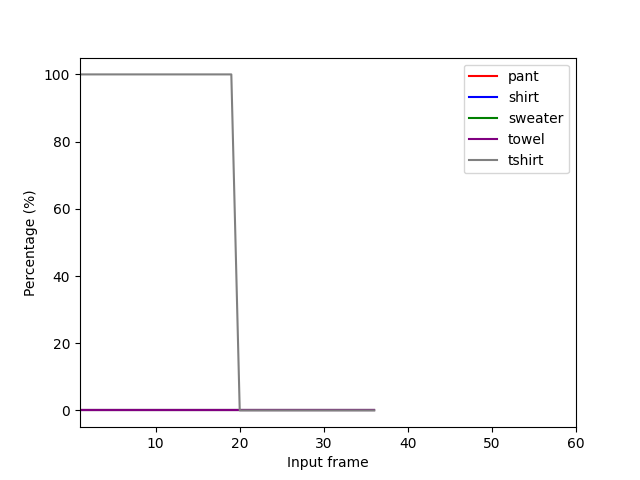 100
80
60
40
20
0
Percentage (%)
10 20 30 40 50 60
Input frame
pant
shirt
sweater
towel
tshirt